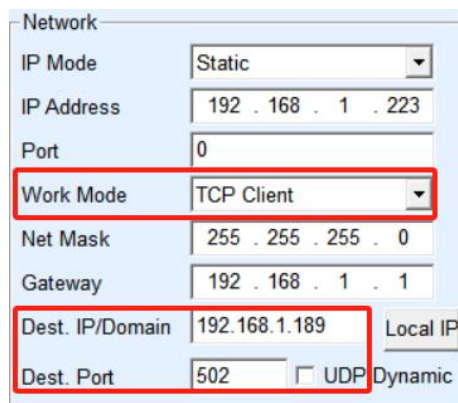 Network
IP Mode Static
IP Address 192 . 168 . 1 . 223
Port 0
Work Mode TCP Client
Net Mask 255 . 255 . 255 . 0
Gateway 192 . 168 . 1 . 1
Dest. IP/Domain 192.168.1.189 Local IP
Dest. Port 502 UDP Dynamic